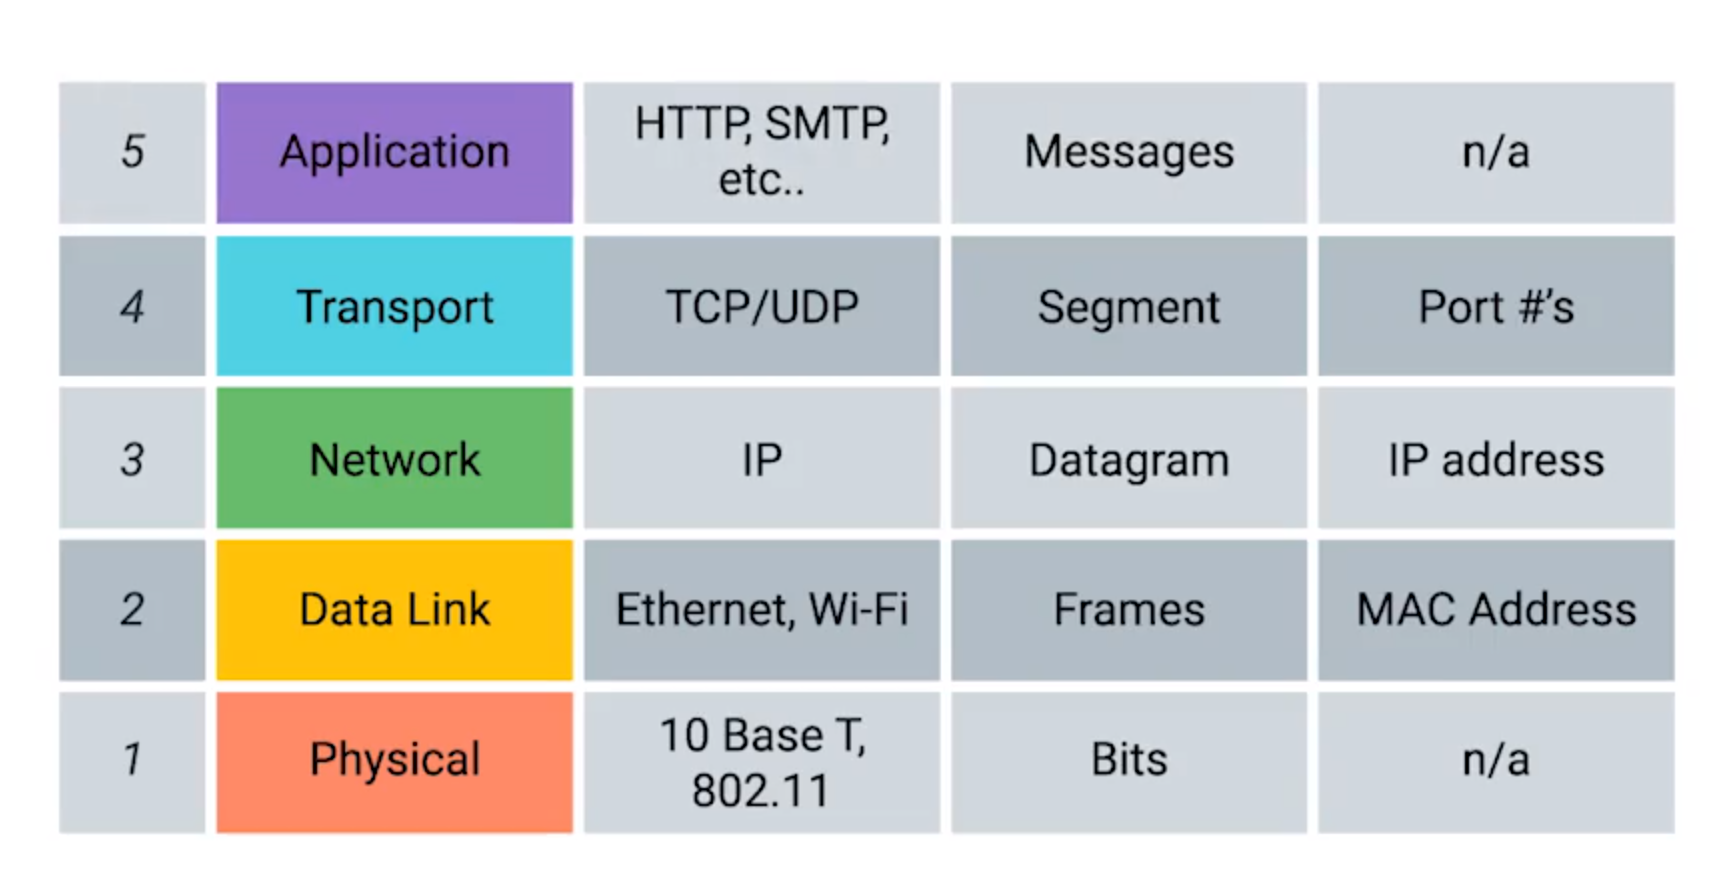 5 Application HTTP, SMTP, etc.. Messages n/a
4 Transport TCP/UDP Segment Port #’s
3 Network IP Datagram IP address
2 Data Link Ethernet, Wi-Fi Frames MAC Address
1 Physical 10 Base T, 802.11 Bits n/a